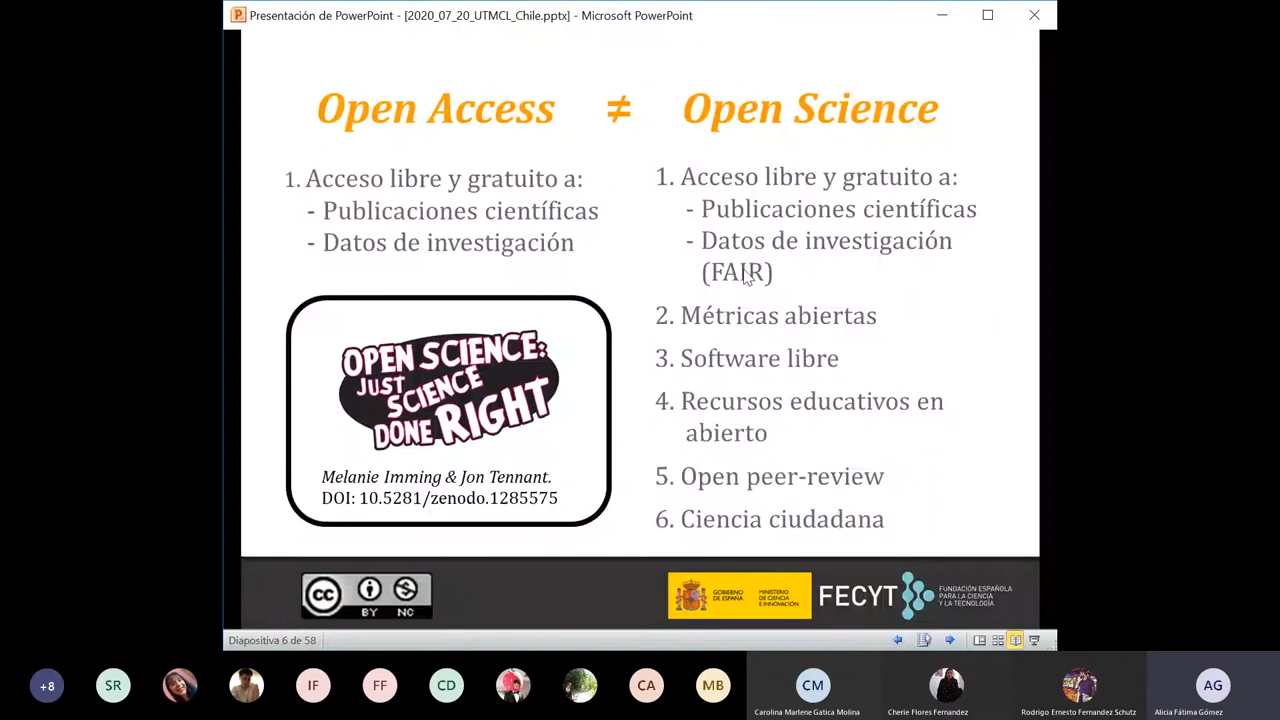 Presentación de PowerPoint - [2020_07_20_UTMCL_Chile.pptx] - Microsoft PowerPoint
Open Access ≠ Open Science
1. Acceso libre y gratuito a:
- Publicaciones científicas
- Datos de investigación
OPEN SCIENCE:
JUST
SCIENCE
DONE RIGHT
Melanie Imming & Jon Tennant.
DOI: 10.5281/zenodo.1285575
1. Acceso libre y gratuito a:
- Publicaciones científicas
- Datos de investigación
(FAIR)
2. Métricas abiertas
3. Software libre
4. Recursos educativos en
abierto
5. Open peer-review
6. Ciencia ciudadana
CC
BY NC
GOBIERNO
DE ESPAÑA
MINISTERIO
DE CIENCIA
E INNOVACIÓN
FECYT
FUNDACIÓN ESPAÑOLA
PARA LA CIENCIA
Y LA TECNOLOGÍA
Diapositiva 6 de 58
+8
SR
IF
FF
CD
CA
MB
CM
AG
Carolina Marlene Gatica Molina
Cherie Flores Fernandez
Rodrigo Ernesto Fernandez Schutz
Alicia Fátima Gómez